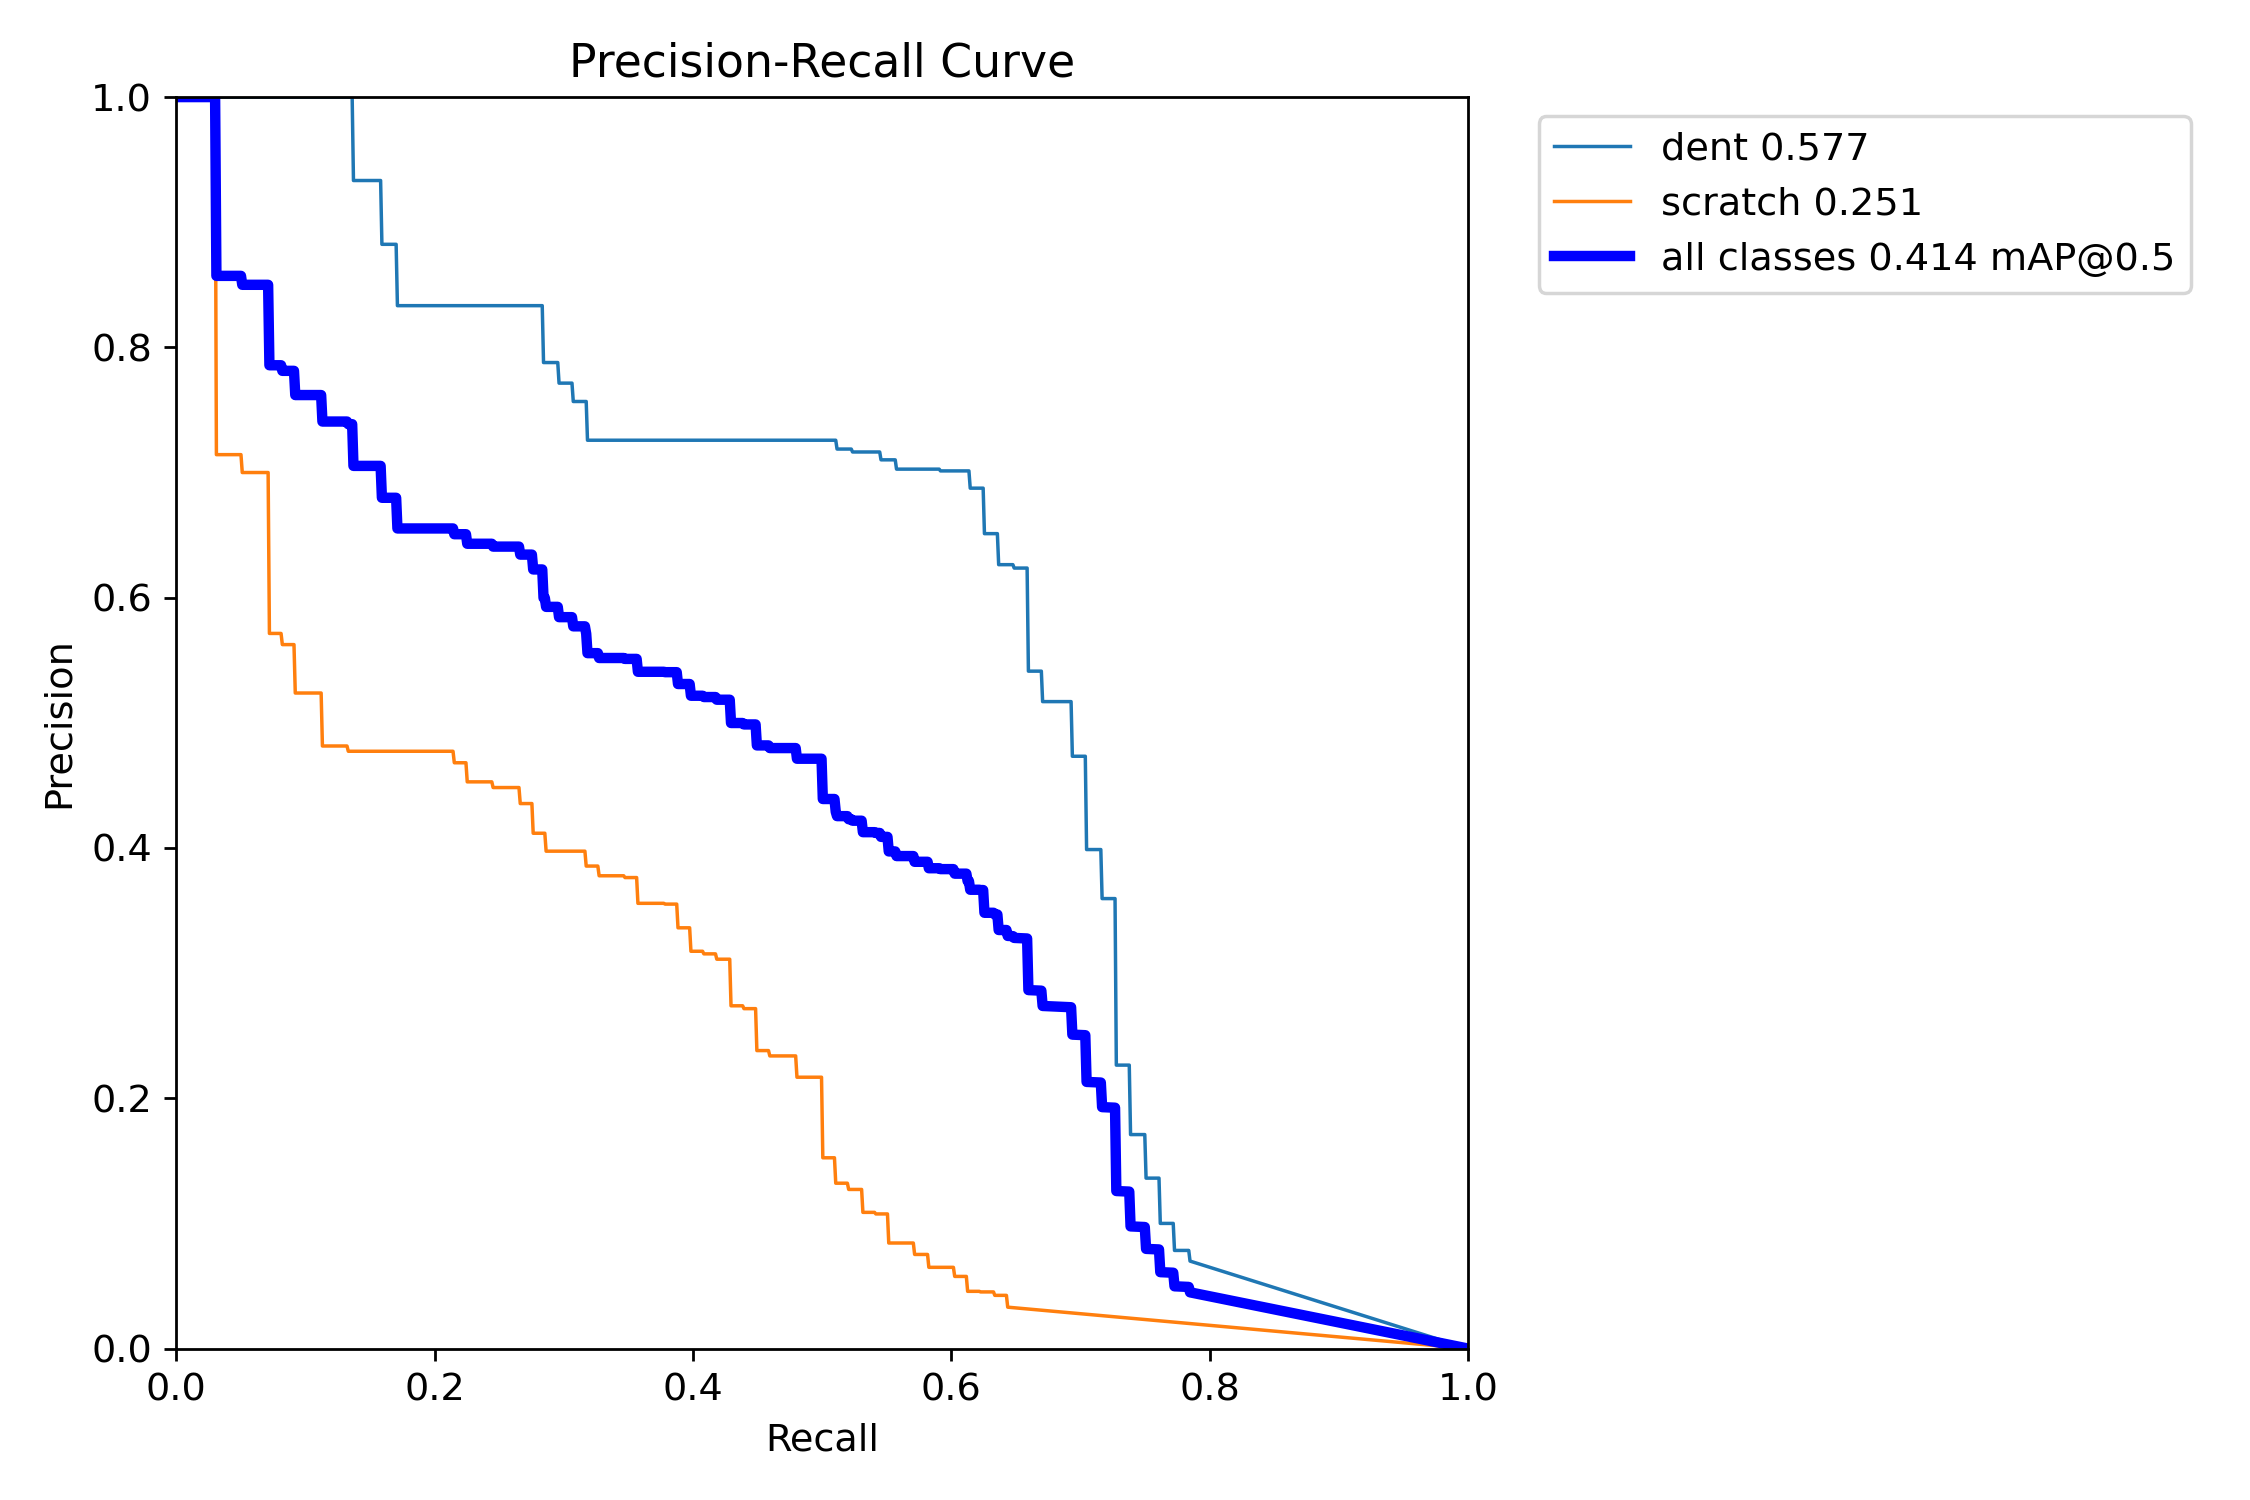 Precision-Recall Curve
dent 0.577
scratch 0.251
all classes 0.414 mAP@0.5
Precision
1.0
0.8
0.6
0.4
0.2
0.0
0.0 0.2 0.4 0.6 0.8 1.0
Recall